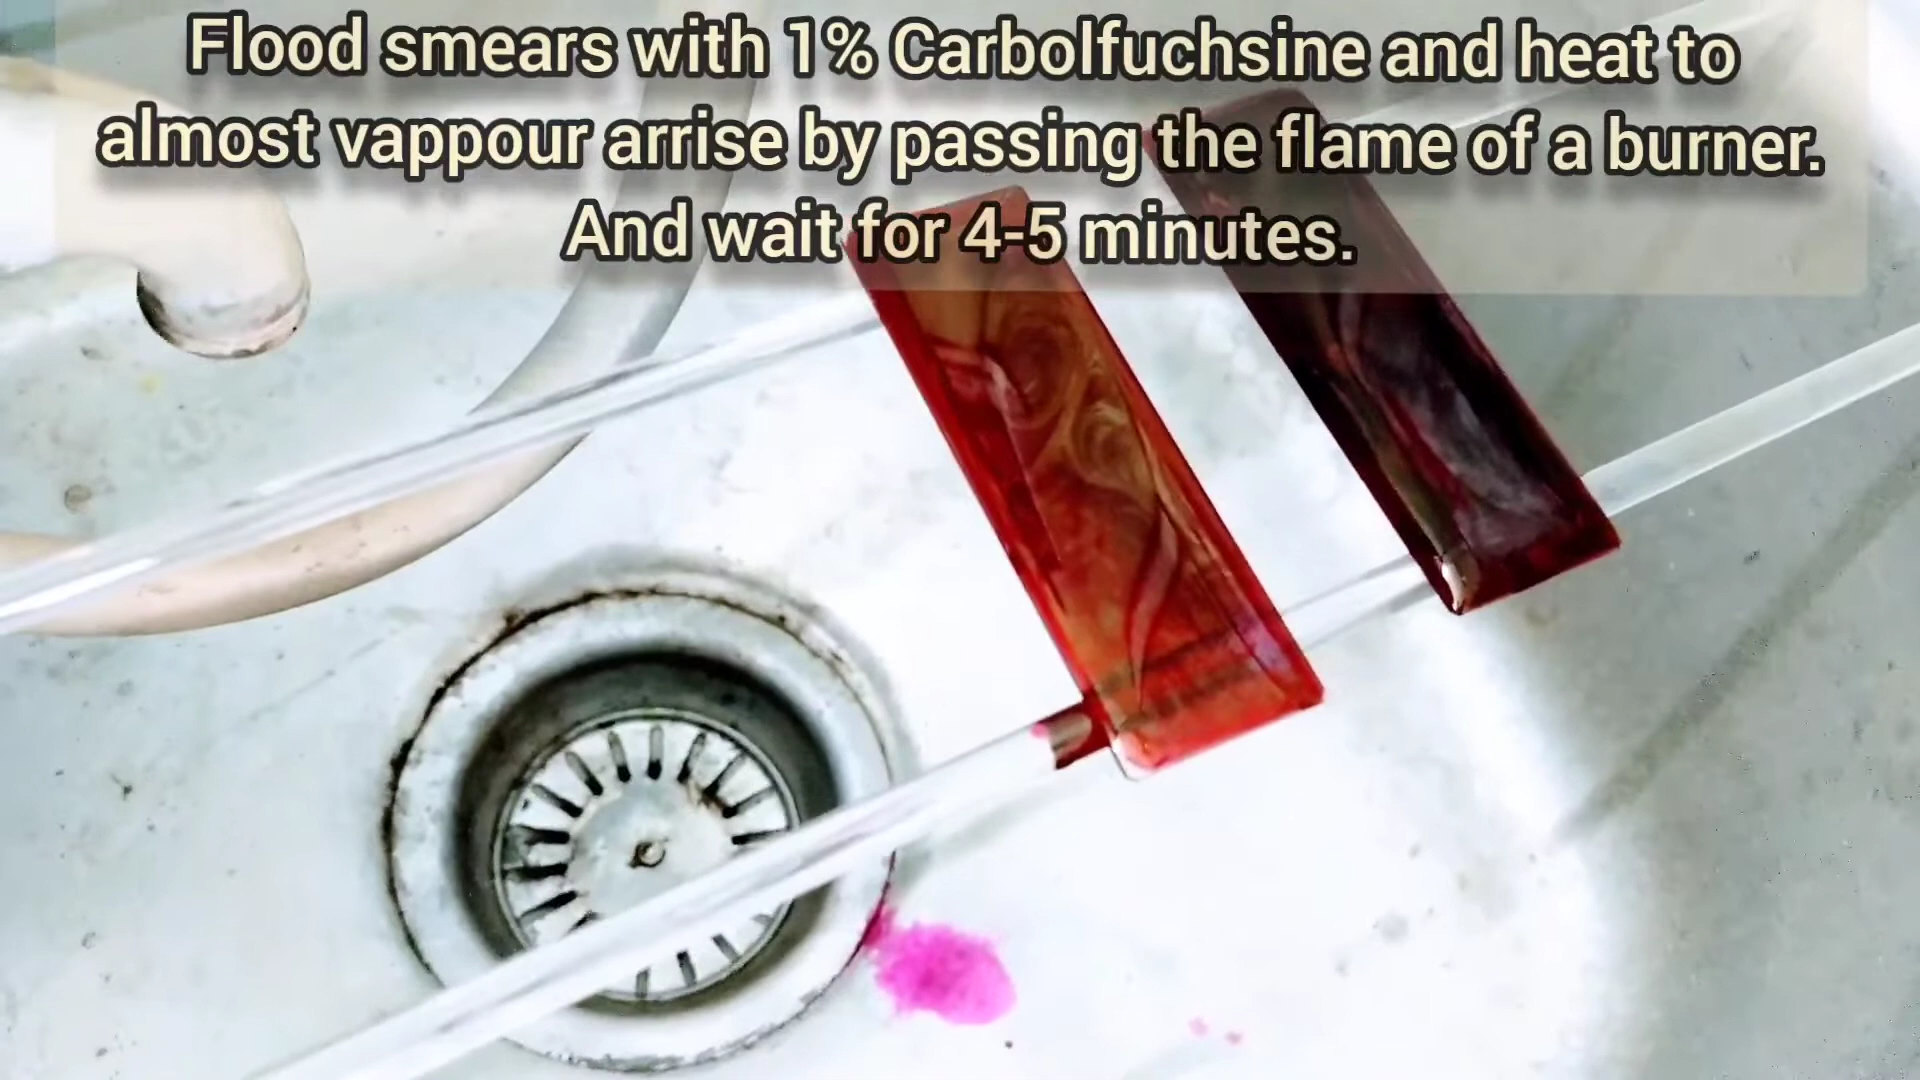 Flood smears with 1% Carbolfuchsine and heat to
almost vappour arrise by passing the flame of a burner.
And wait for 4-5 minutes.